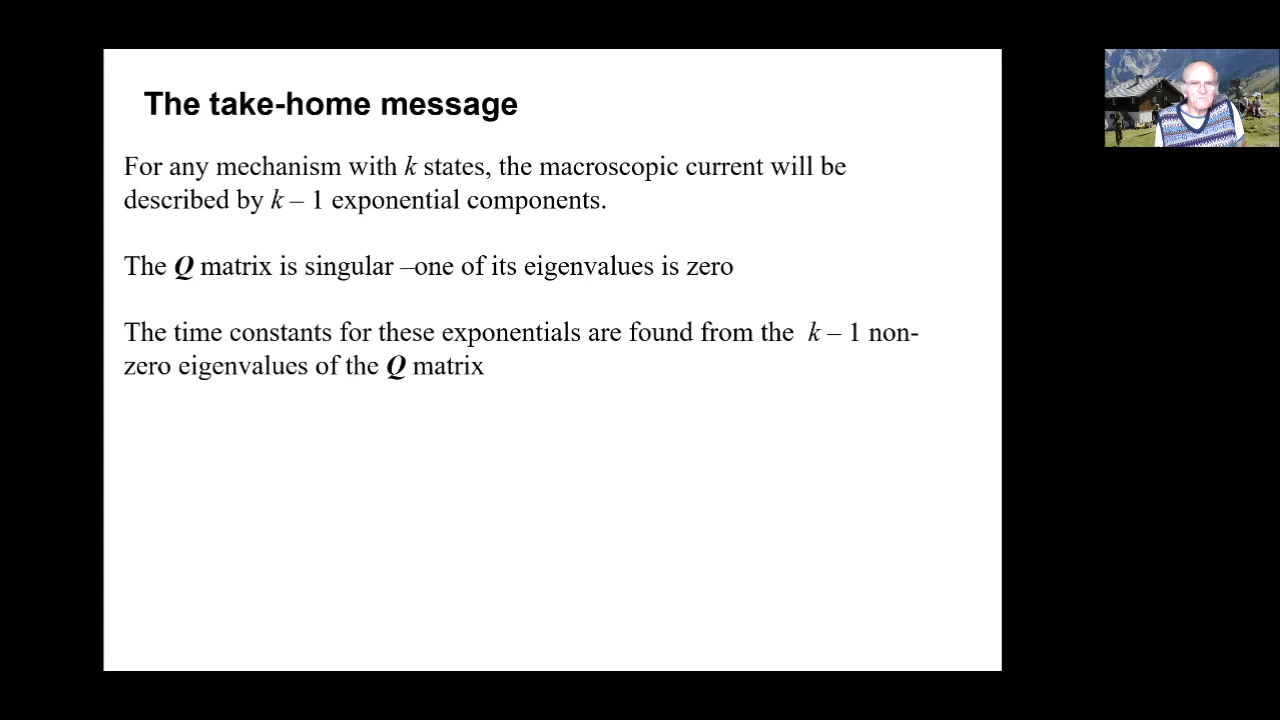 The take-home message
For any mechanism with k states, the macroscopic current will be
described by k – 1 exponential components.
The Q matrix is singular –one of its eigenvalues is zero
The time constants for these exponentials are found from the k – 1 non-
zero eigenvalues of the Q matrix